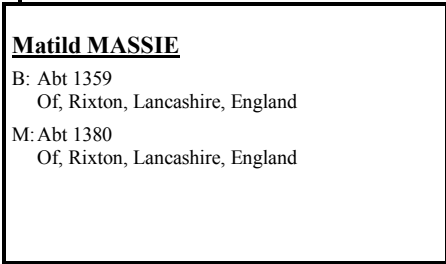 Matild MASSIE
B: Abt 1359
Of, Rixton, Lancashire, England
M: Abt 1380
Of, Rixton, Lancashire, England